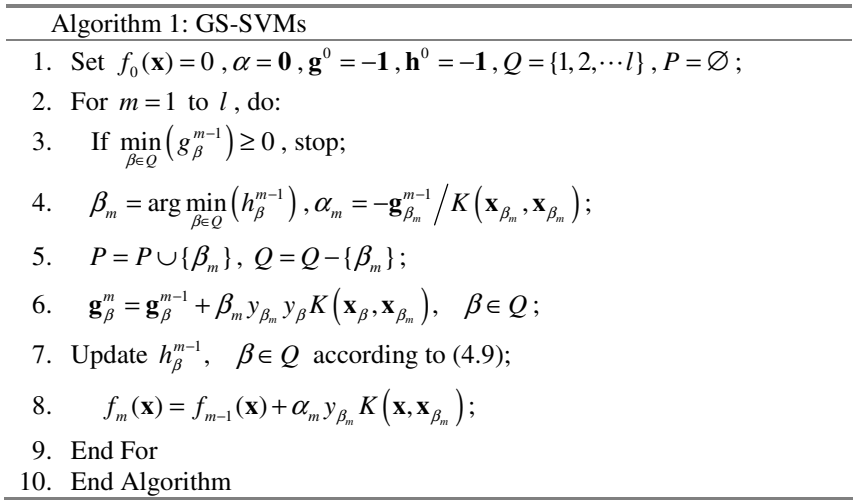 Algorithm 1: GS-SVMs
1. Set f_0(x) = 0 , α = 0 , g^0 = −1 , h^0 = −1 , Q = {1, 2, ⋯ l} , P = ∅ ;
2. For m = 1 to l , do:
3. If min_{β∈Q} ( g_β^{m−1} ) ≥ 0 , stop;
4. β_m = arg min_{β∈Q} ( h_β^{m−1} ) , α_m = −g_{β_m}^{m−1} / K ( x_{β_m} , x_{β_m} ) ;
5. P = P ∪ {β_m} , Q = Q − {β_m} ;
6. g_β^m = g_β^{m−1} + β_m y_{β_m} y_β K ( x_β , x_{β_m} ) , β ∈ Q ;
7. Update h_β^{m−1} , β ∈ Q according to (4.9);
8. f_m(x) = f_{m−1}(x) + α_m y_{β_m} K ( x , x_{β_m} ) ;
9. End For
10. End Algorithm